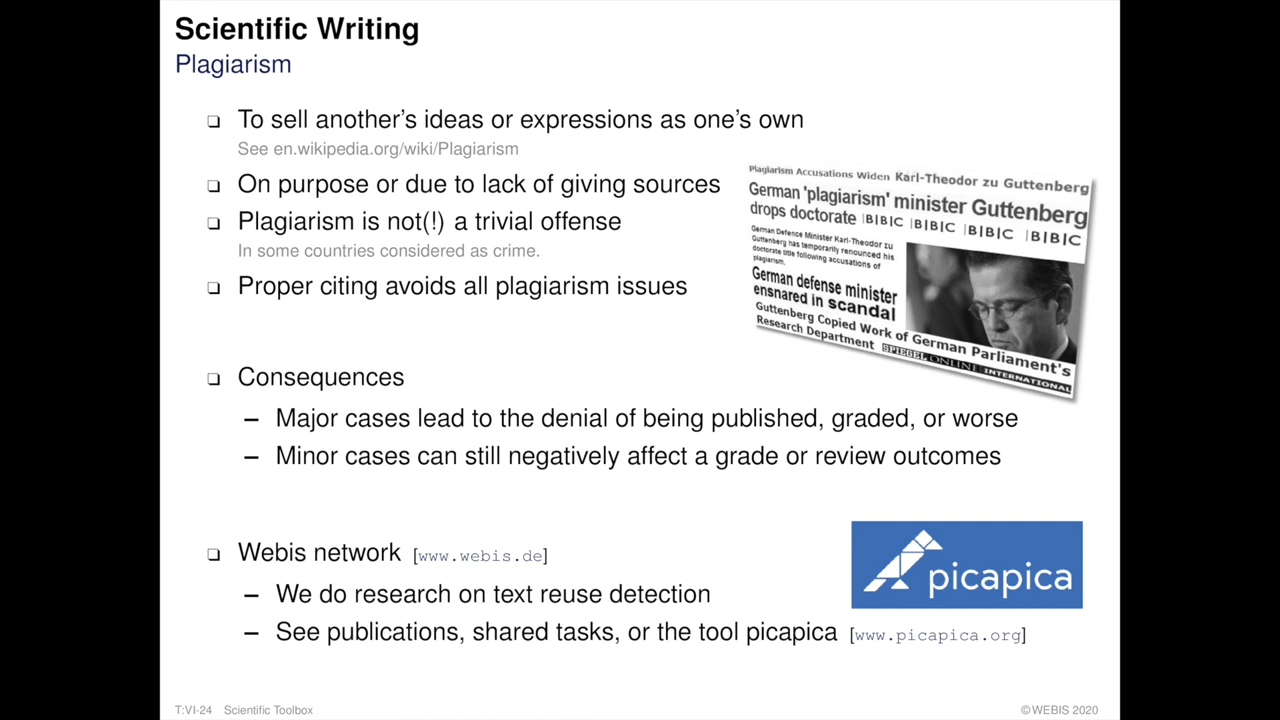 Scientific Writing
Plagiarism
❑ To sell another's ideas or expressions as one's own
See en.wikipedia.org/wiki/Plagiarism
❑ On purpose or due to lack of giving sources
❑ Plagiarism is not(!) a trivial offense
In some countries considered as crime.
❑ Proper citing avoids all plagiarism issues
Plagiarism Accusations Widen Karl-Theodor zu Guttenberg
German 'plagiarism' minister Guttenberg
drops doctorate |BIBIC |BIBIC |BIBIC |BIBIC
German Defence Minister Karl-Theodor zu
Guttenberg has temporarily renounced his
doctorate title following accusations of
plagiarism.
German defense minister
ensnared in scandal
Guttenberg Copied Work of German Parliament's
Research Department SPIEGEL ONLINE INTERNATIONAL
❑ Consequences
– Major cases lead to the denial of being published, graded, or worse
– Minor cases can still negatively affect a grade or review outcomes
❑ Webis network [www.webis.de]
– We do research on text reuse detection
– See publications, shared tasks, or the tool picapica [www.picapica.org]
picapica
T:VI-24 Scientific Toolbox
©WEBIS 2020